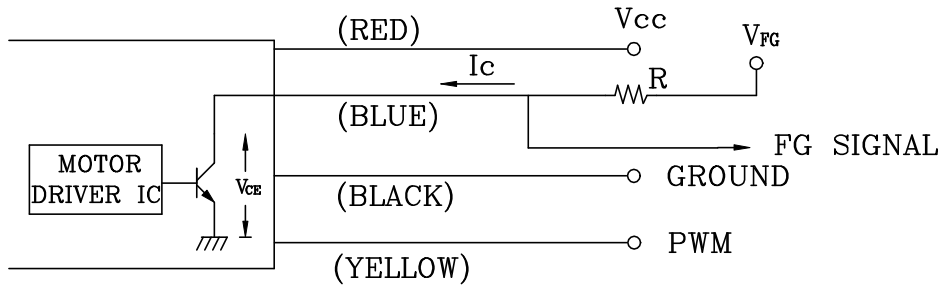 (RED)
Vcc
VFG
Ic
R
(BLUE)
FG SIGNAL
MOTOR
DRIVER IC
VCE
GROUND
(BLACK)
PWM
(YELLOW)